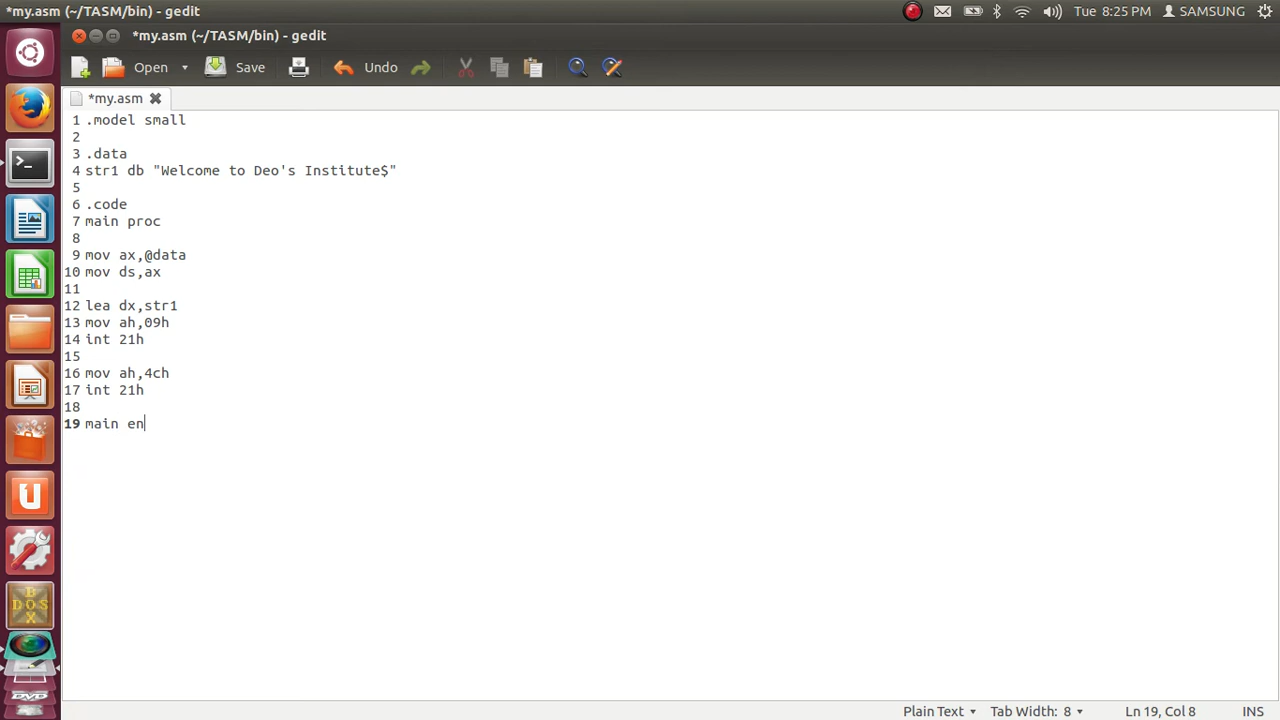 *my.asm (~/TASM/bin) - gedit
Tue 8:25 PM
SAMSUNG
*my.asm (~/TASM/bin) - gedit
Open
Save
Undo
*my.asm
1 .model small
2
3 .data
4 str1 db "Welcome to Deo's Institute$"
5
6 .code
7 main proc
8
9 mov ax,@data
10 mov ds,ax
11
12 lea dx,str1
13 mov ah,09h
14 int 21h
15
16 mov ah,4ch
17 int 21h
18
19 main en
Plain Text
Tab Width: 8
Ln 19, Col 8
INS